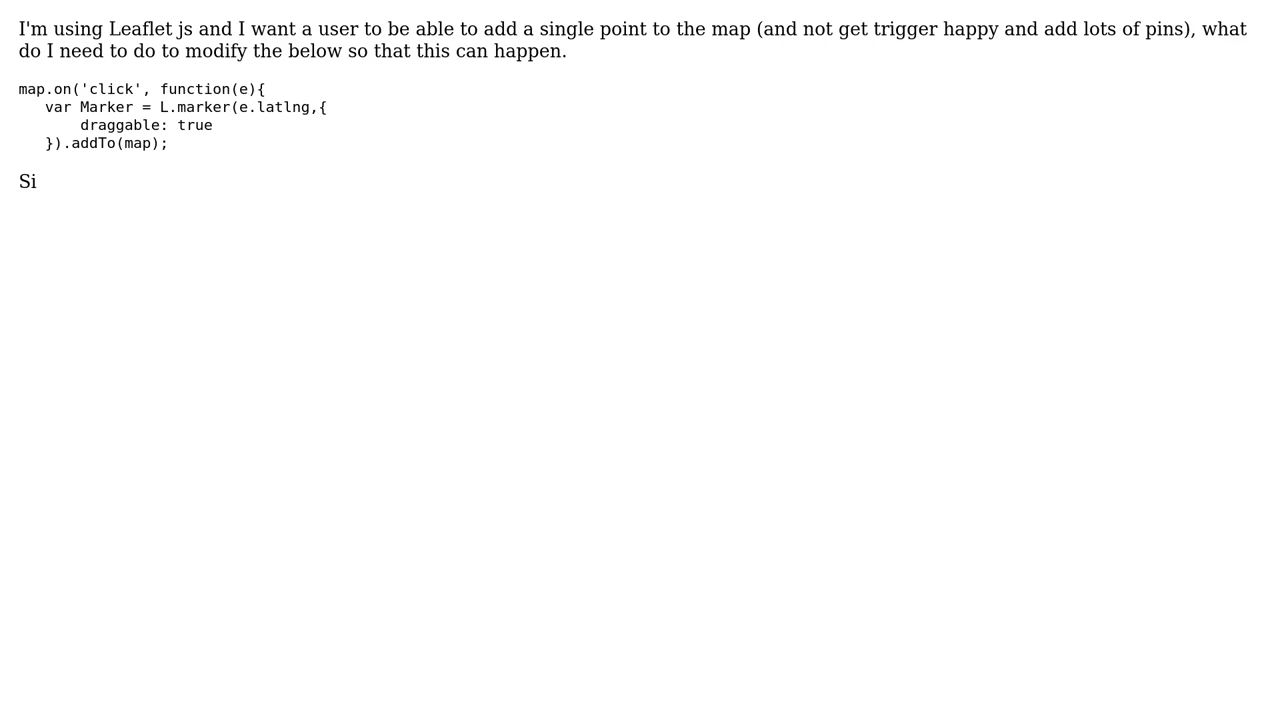 I'm using Leaflet js and I want a user to be able to add a single point to the map (and not get trigger happy and add lots of pins), what
do I need to do to modify the below so that this can happen.
map.on('click', function(e){
   var Marker = L.marker(e.latlng,{
       draggable: true
   }).addTo(map);
Si